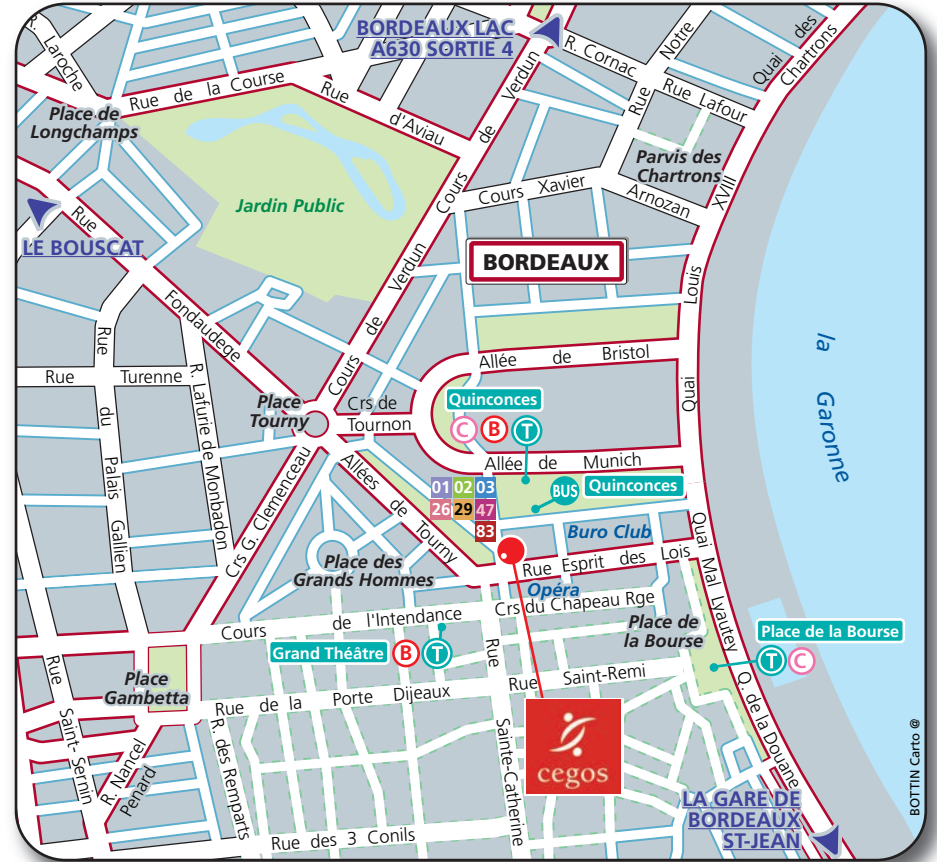 BORDEAUX LAC
A630 SORTIE 4
R. Laroche
R. Cornac
Rue Notre
Quai des Chartrons
Rue de la Course
Rue d'Aviau
Cours de Verdun
Rue Lafour
Place de
Longchamps
Parvis des
Chartrons
Cours Xavier Arnozan
XVIII
Jardin Public
LE BOUSCAT
Rue Fondaudege
BORDEAUX
Cours de Verdun
Quai Louis
la Garonne
Allée de Bristol
Rue Turenne
Rue du Palais Gallien
R. Lafurie de Monbadon
Place
Tourny
Crs de
Tournon
Quinconces
C B T
Allée de Munich
01 02 03
26 29 47
83
BUS Quinconces
Crs G. Clemenceau
Allées de Tourny
Buro Club
Rue Esprit des Lois
Quai Mal Lyautey
Place des
Grands Hommes
Opéra
Cours de l'Intendance
Crs du Chapeau Rge
Place de
la Bourse
Place de la Bourse
T C
Grand Théâtre B T
Place
Gambetta
Rue de la Porte Dijeaux
Rue Saint-Remi
Rue Sainte-Catherine
Rue Saint-Sernin
R. Nancel
Penard
R. des Remparts
Q. de la Douane
cegos
Rue des 3 Conils
LA GARE DE
BORDEAUX
ST-JEAN
BOTTIN Carto @